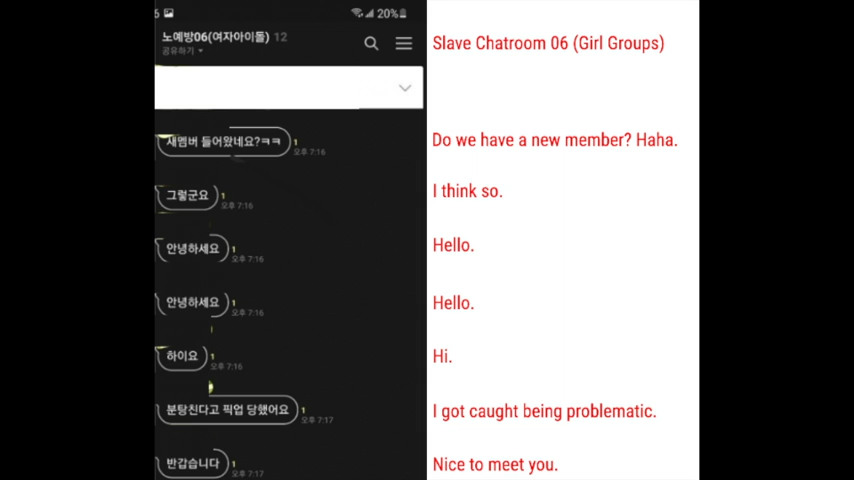 6 20%
노예방06(여자아이돌) 12
공유하기
Slave Chatroom 06 (Girl Groups)
새멤버 들어왔네요?ㅋㅋ 1
오후 7:16
Do we have a new member? Haha.
그렇군요 1
오후 7:16
I think so.
안녕하세요 1
오후 7:16
Hello.
안녕하세요 1
오후 7:16
Hello.
하이요 1
오후 7:16
Hi.
분탕친다고 픽업 당했어요 1
오후 7:17
I got caught being problematic.
반갑습니다 1
오후 7:17
Nice to meet you.